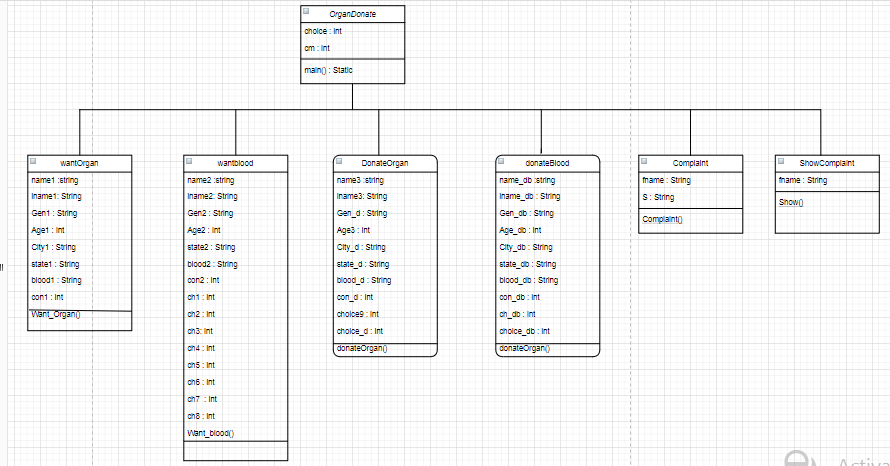 OrganDonate
choice : int
cm : int
main() : Static
wantOrgan
name1 :string
lname1: String
Gen1 : String
Age1 : int
City1 : String
state1 : String
blood1 : String
con1 : int
Want_Organ()
wantblood
name2 :string
lname2: String
Gen2 : String
Age2 : int
state2 : String
blood2 : String
con2 : int
ch1 : int
ch2 : int
ch3: int
ch4 : int
ch5 : int
ch6 : int
ch7 : int
ch8 : int
Want_blood()
DonateOrgan
name3 :string
lname3: String
Gen_d : String
Age3 : int
City_d : String
state_d : String
blood_d : String
con_d : int
choice9 : int
choice_d : int
donateOrgan()
donateBlood
name_db :string
lname_db : String
Gen_db : String
Age_db : int
City_db : String
state_db : String
blood_db : String
con_db : int
ch_db : int
choice_db : int
donateOrgan()
Complaint
fname : String
S : String
Complaint()
ShowComplaint
fname : String
Show()